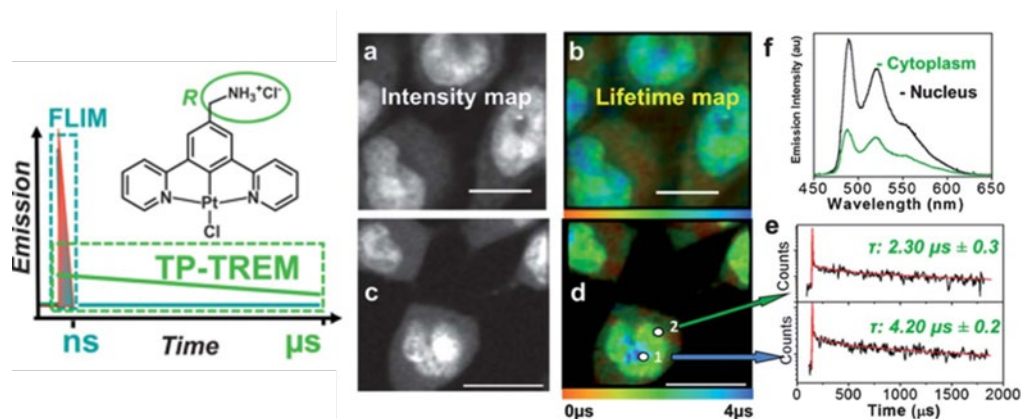 R
NH₃⁺Cl⁻
FLIM
N Pt N
Cl
Emission
TP-TREM
ns
Time
μs
a
Intensity map
b
Lifetime map
c
d
2
1
0μs
4μs
f
Emission Intensity (au)
- Cytoplasm
- Nucleus
450 500 550 600 650
Wavelength (nm)
e
Counts
τ: 2.30 μs ± 0.3
Counts
τ: 4.20 μs ± 0.2
0 500 1000 1500 2000
Time (μs)